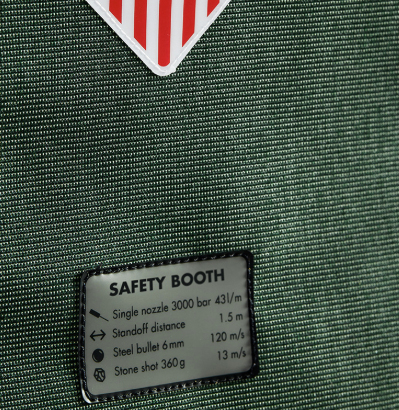 SAFETY BOOTH
Single nozzle 3000 bar 43l/m
Standoff distance 1.5 m
Steel bullet 6mm 120 m/s
Stone shot 360g 13 m/s